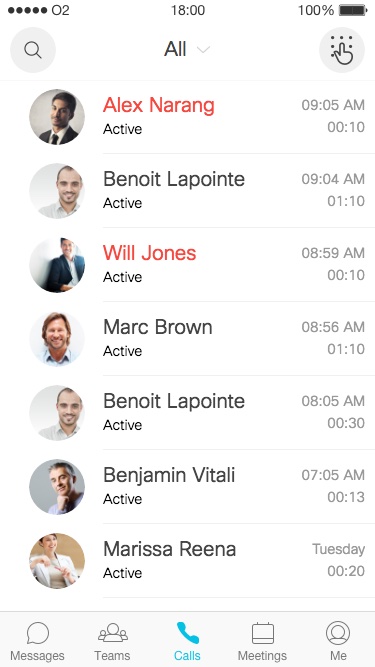 O2 18:00 100%
All
Alex Narang 09:05 AM
Active 00:10
Benoit Lapointe 09:04 AM
Active 01:10
Will Jones 08:59 AM
Active 00:10
Marc Brown 08:56 AM
Active 01:10
Benoit Lapointe 08:05 AM
Active 00:30
Benjamin Vitali 07:05 AM
Active 00:13
Marissa Reena Tuesday
Active 00:20
Messages Teams Calls Meetings Me